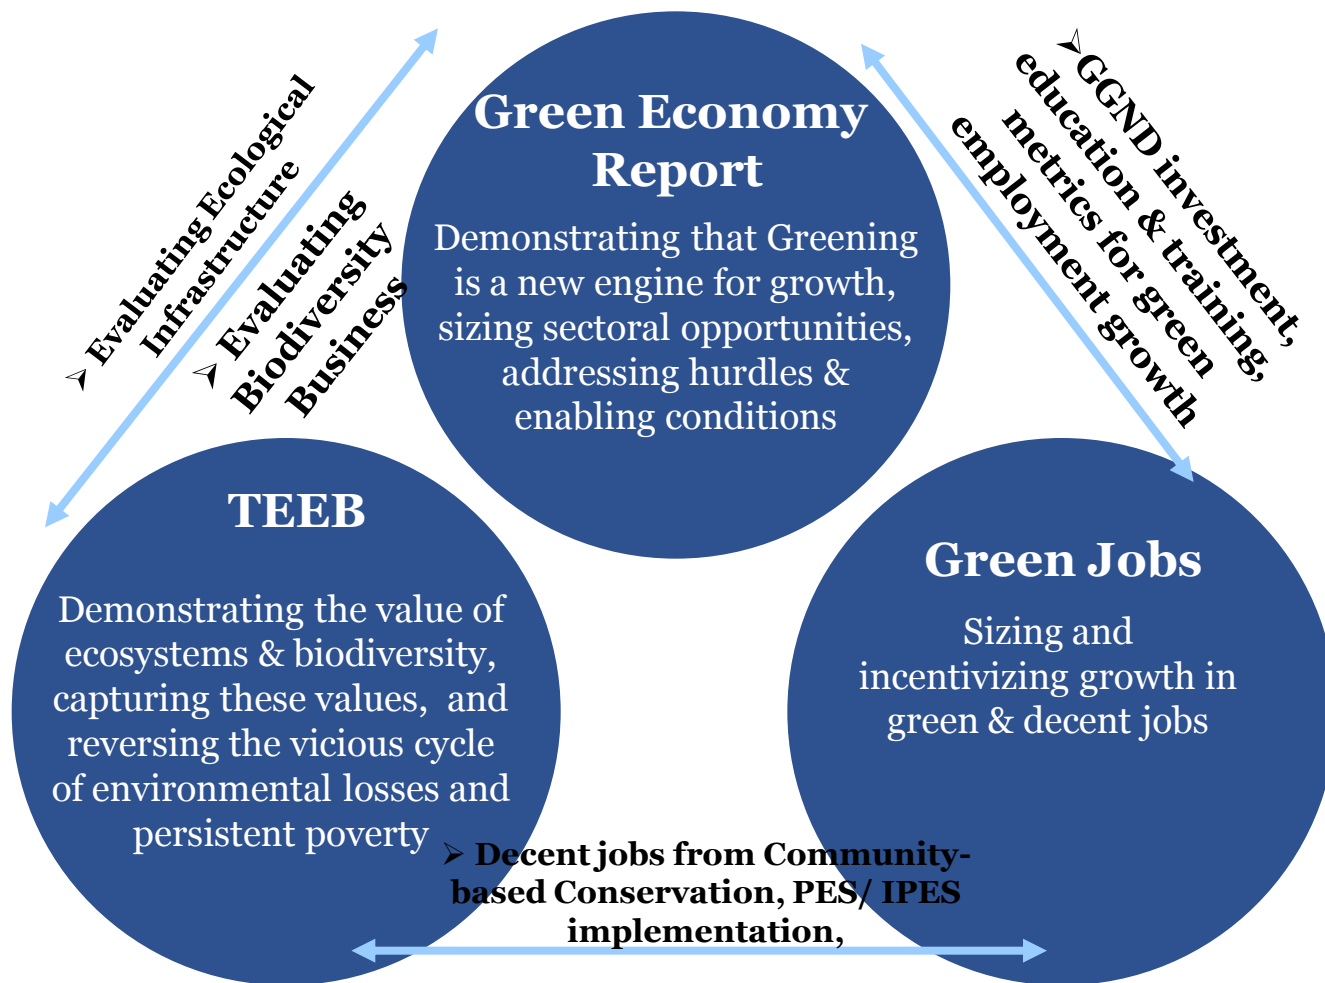 Green Economy
Report
Demonstrating that Greening
is a new engine for growth,
sizing sectoral opportunities,
addressing hurdles &
enabling conditions
➢ Evaluating Ecological
Infrastructure
➢ Evaluating
Biodiversity
Business
➢GGND investment,
education & training,
metrics for green
employment growth
TEEB
Demonstrating the value of
ecosystems & biodiversity,
capturing these values, and
reversing the vicious cycle
of environmental losses and
persistent poverty
Green Jobs
Sizing and
incentivizing growth in
green & decent jobs
➢ Decent jobs from Community-
based Conservation, PES/ IPES
implementation,